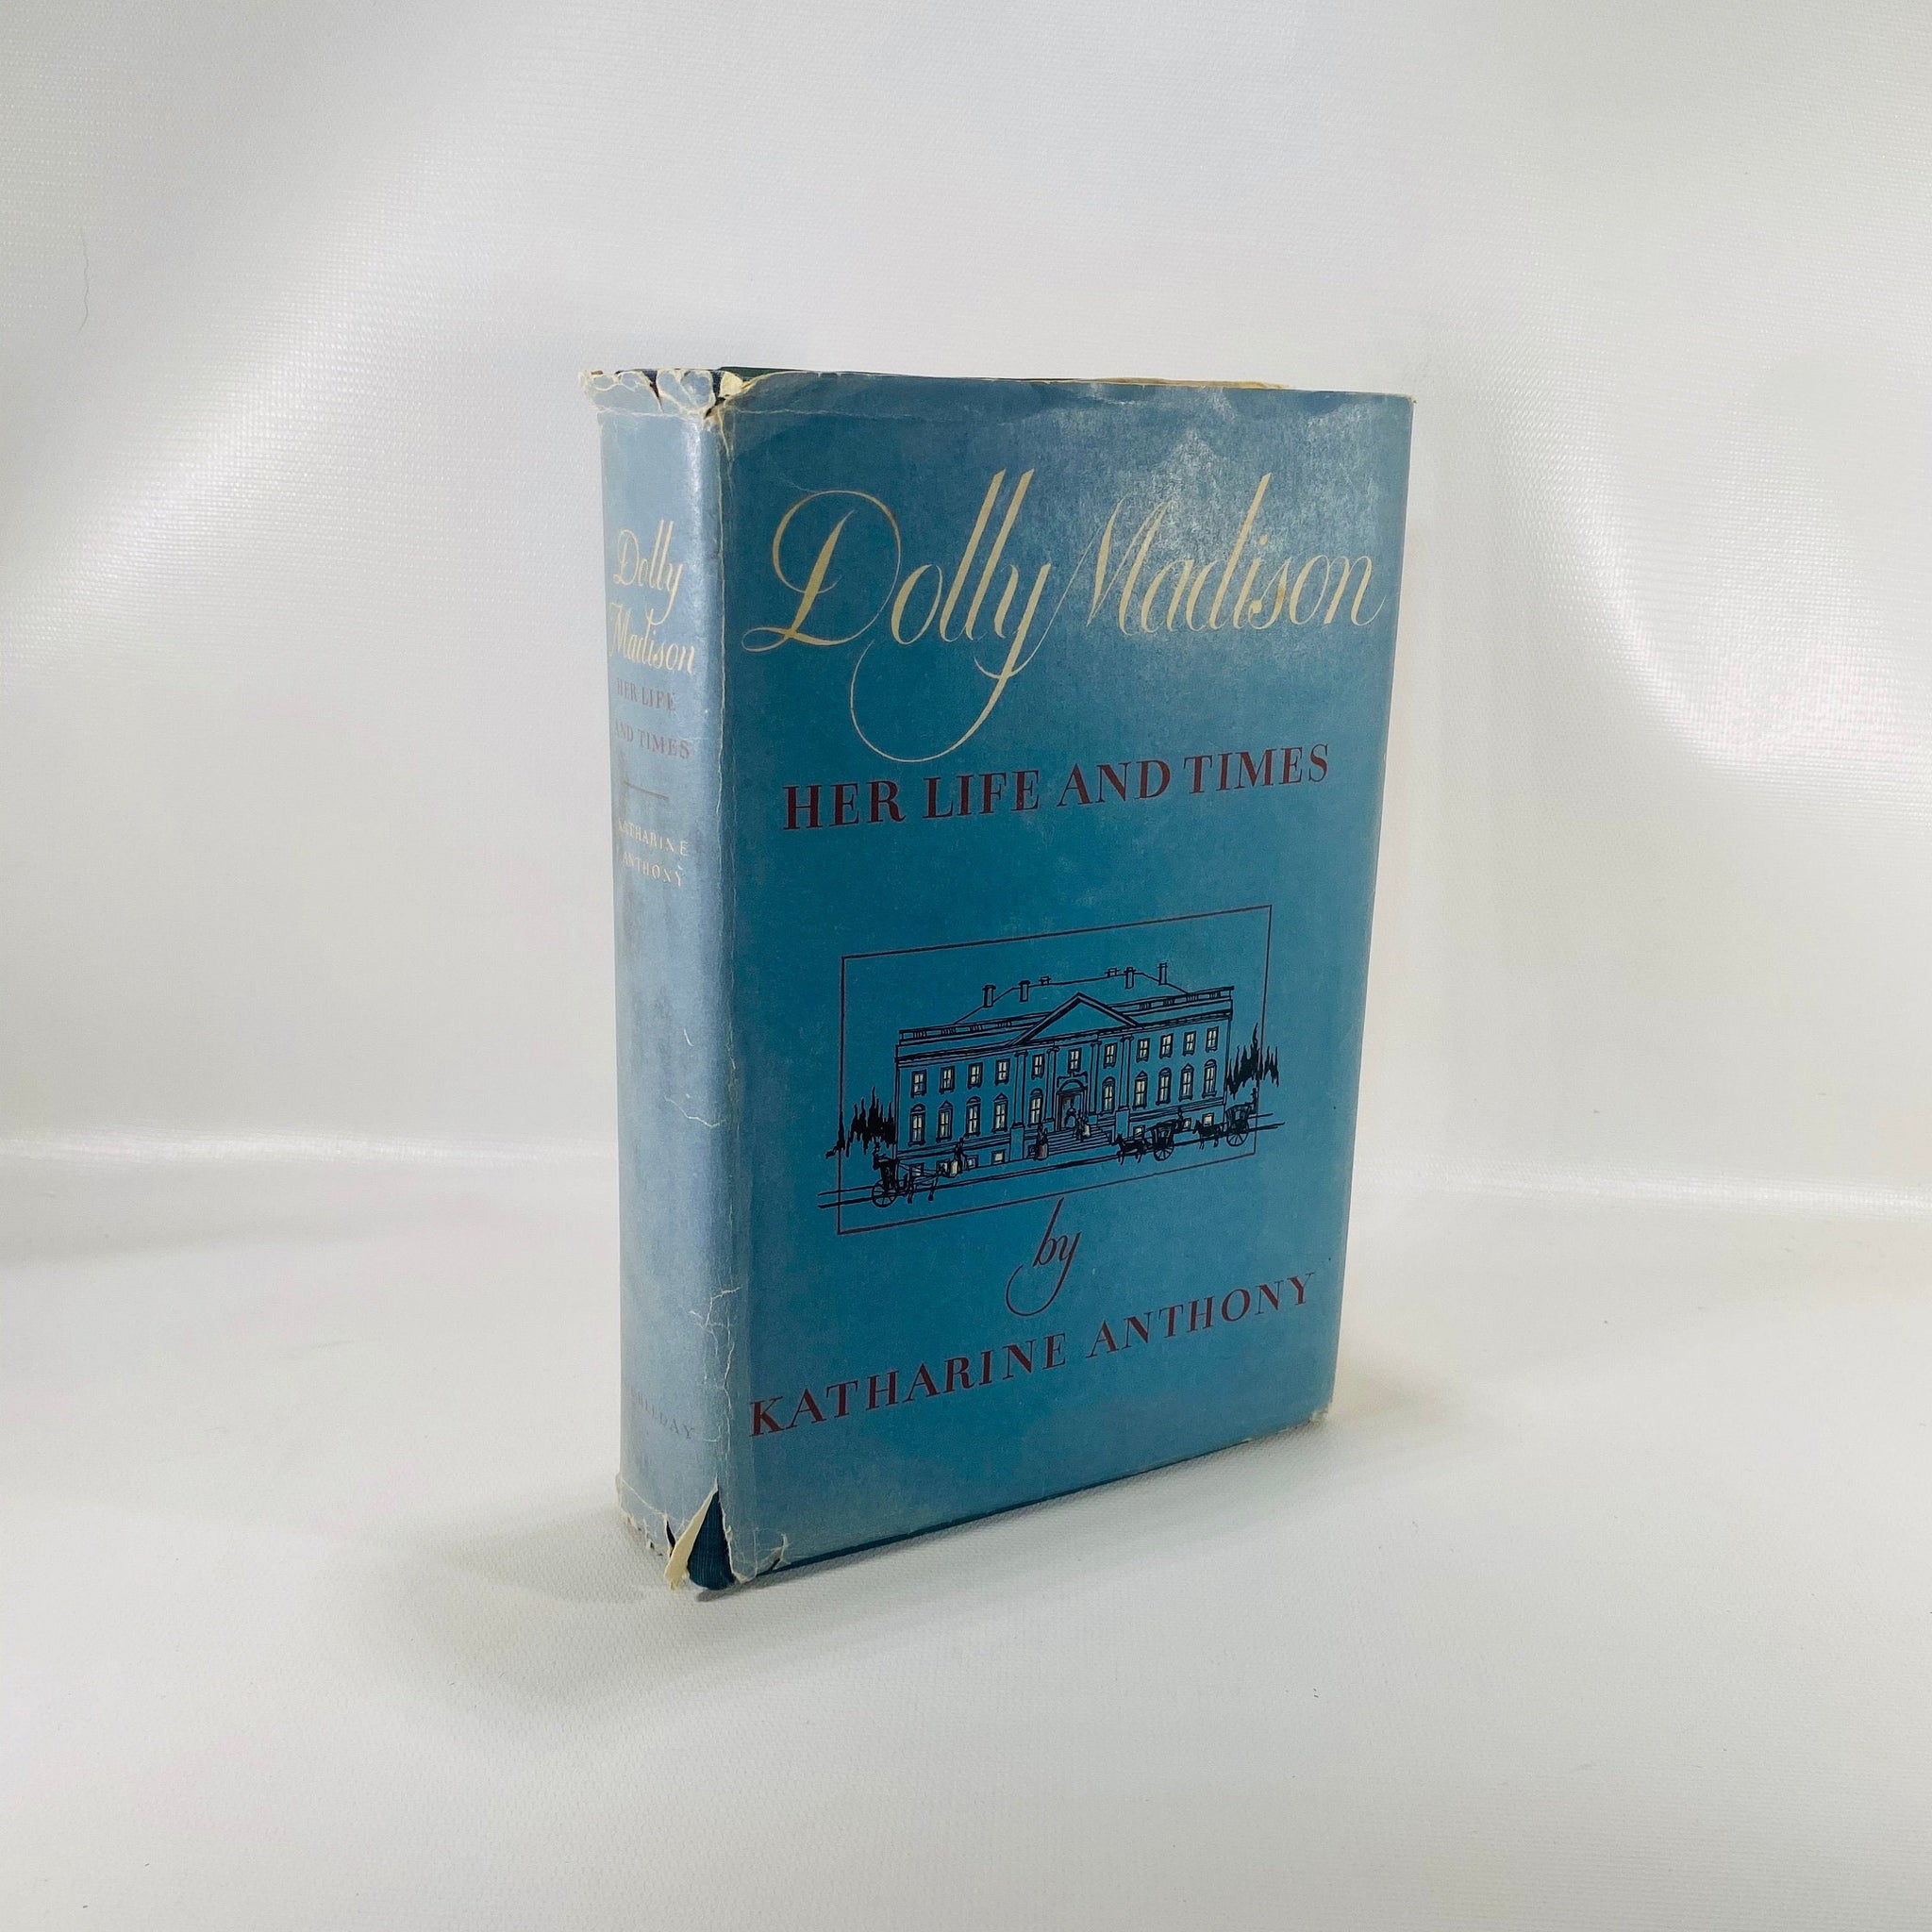 Dolly
Madison
HER LIFE
AND TIMES
KATHARINE
ANTHONY
Dolly Madison
HER LIFE AND TIMES
by
KATHARINE ANTHONY